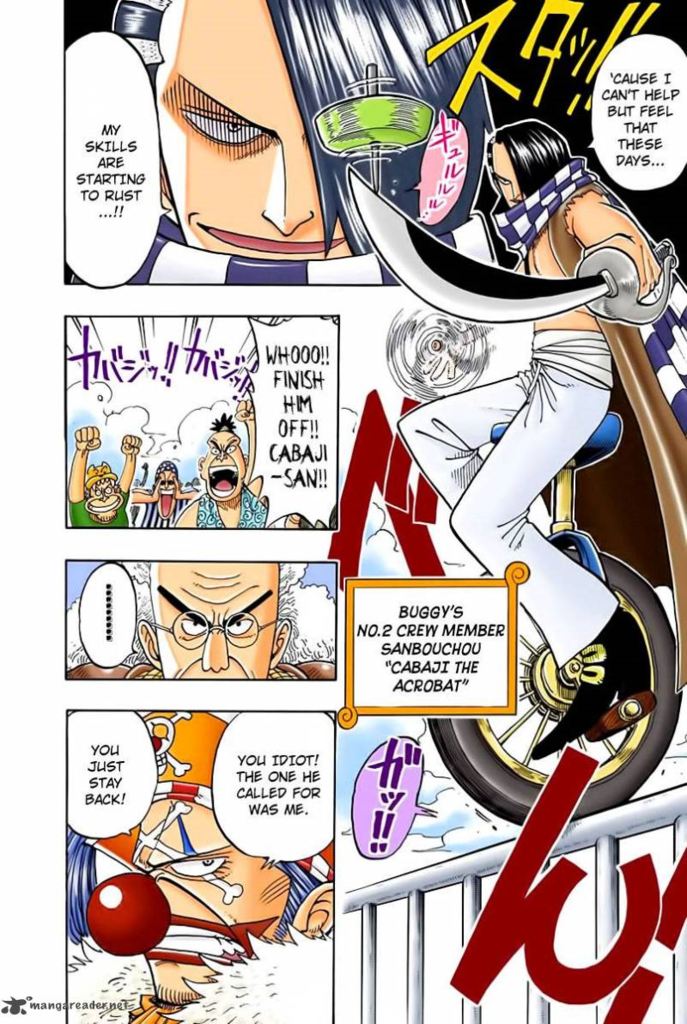 'CAUSE I
CAN'T HELP
BUT FEEL
THAT
THESE
DAYS...
スタッ!!
ギュルルルル
MY
SKILLS
ARE
STARTING
TO RUST
...!!
WHOOO!!
FINISH
HIM
OFF!!
CABAJI
-SAN!!
カバジッ!!
カバジィ!!
.........
BUGGY'S
NO.2 CREW MEMBER
SANBOUCHOU
"CABAJI THE
ACROBAT"
ガッ!!
YOU IDIOT!
THE ONE HE
CALLED FOR
WAS ME.
YOU
JUST
STAY
BACK!
mangareader.net